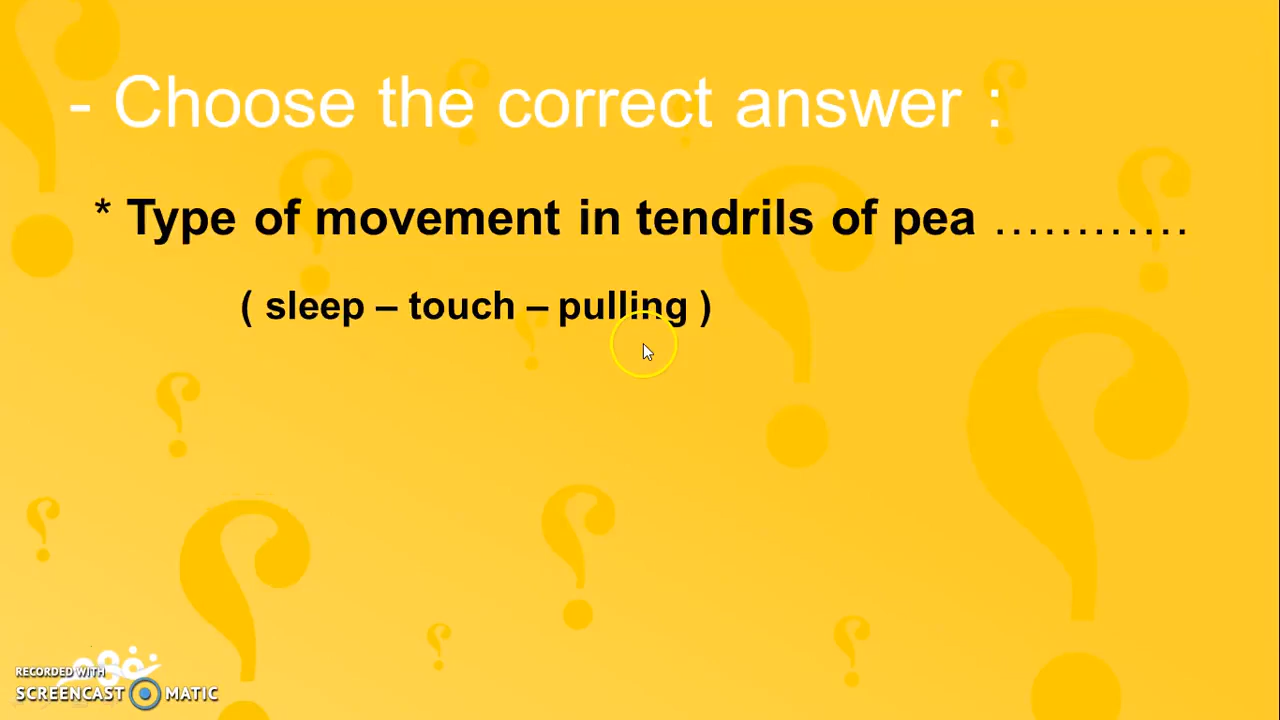 - Choose the correct answer :
* Type of movement in tendrils of pea …………
( sleep – touch – pulling )
RECORDED WITH
SCREENCAST MATIC